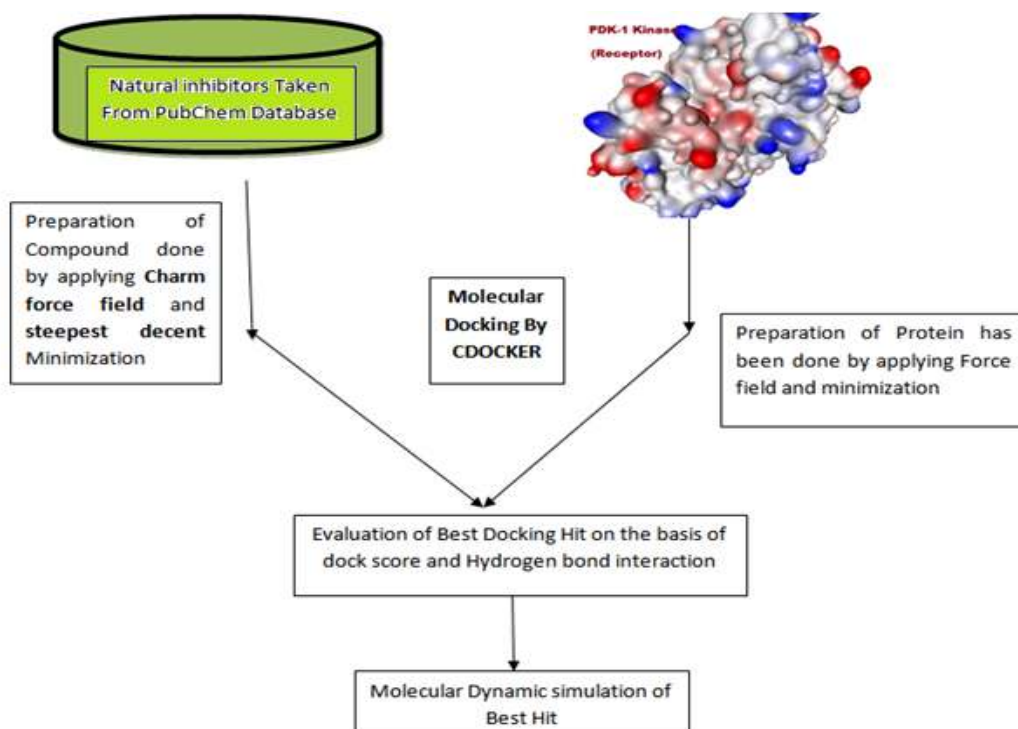 PDK-1 Kinase
(Receptor)
Natural inhibitors Taken
From PubChem Database
Preparation of
Compound done
by applying Charm
force field and
steepest decent
Minimization
Molecular
Docking By
CDOCKER
Preparation of Protein has
been done by applying Force
field and minimization
Evaluation of Best Docking Hit on the basis of
dock score and Hydrogen bond interaction
Molecular Dynamic simulation of
Best Hit